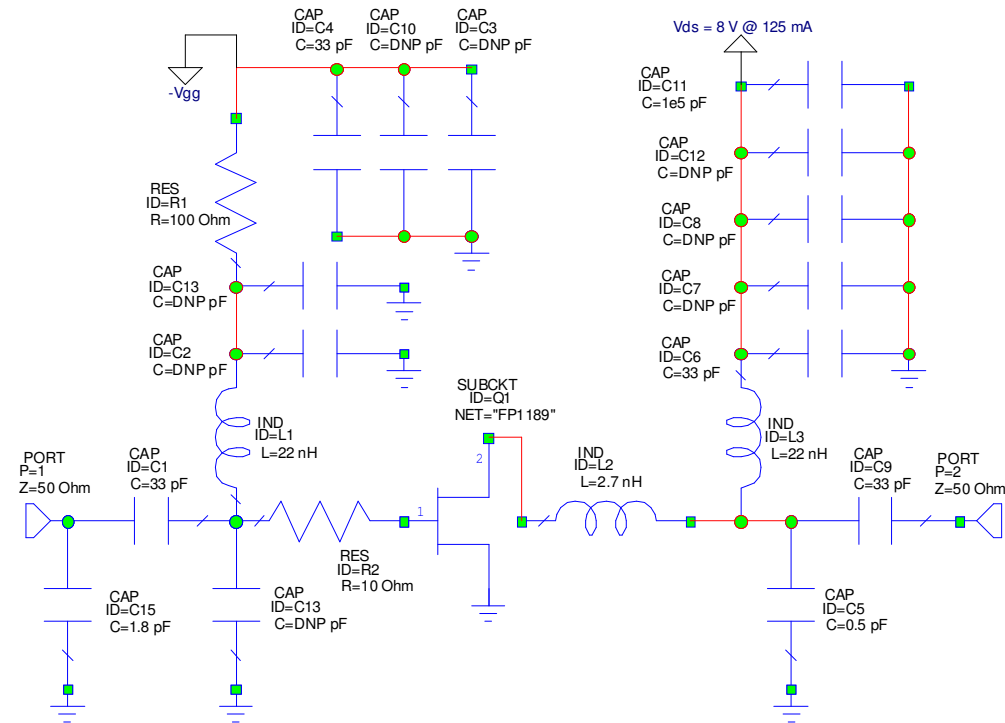 CAP
ID=C4
C=33 pF
CAP
ID=C10
C=DNP pF
CAP
ID=C3
C=DNP pF
Vds = 8 V @ 125 mA
-Vgg
CAP
ID=C11
C=1e5 pF
CAP
ID=C12
C=DNP pF
RES
ID=R1
R=100 Ohm
CAP
ID=C8
C=DNP pF
CAP
ID=C13
C=DNP pF
CAP
ID=C7
C=DNP pF
CAP
ID=C2
C=DNP pF
CAP
ID=C6
C=33 pF
SUBCKT
ID=Q1
NET="FP1189"
IND
ID=L1
L=22 nH
IND
ID=L3
L=22 nH
PORT
P=1
Z=50 Ohm
CAP
ID=C1
C=33 pF
2
IND
ID=L2
L=2.7 nH
CAP
ID=C9
C=33 pF
PORT
P=2
Z=50 Ohm
1
RES
ID=R2
R=10 Ohm
CAP
ID=C15
C=1.8 pF
CAP
ID=C13
C=DNP pF
CAP
ID=C5
C=0.5 pF